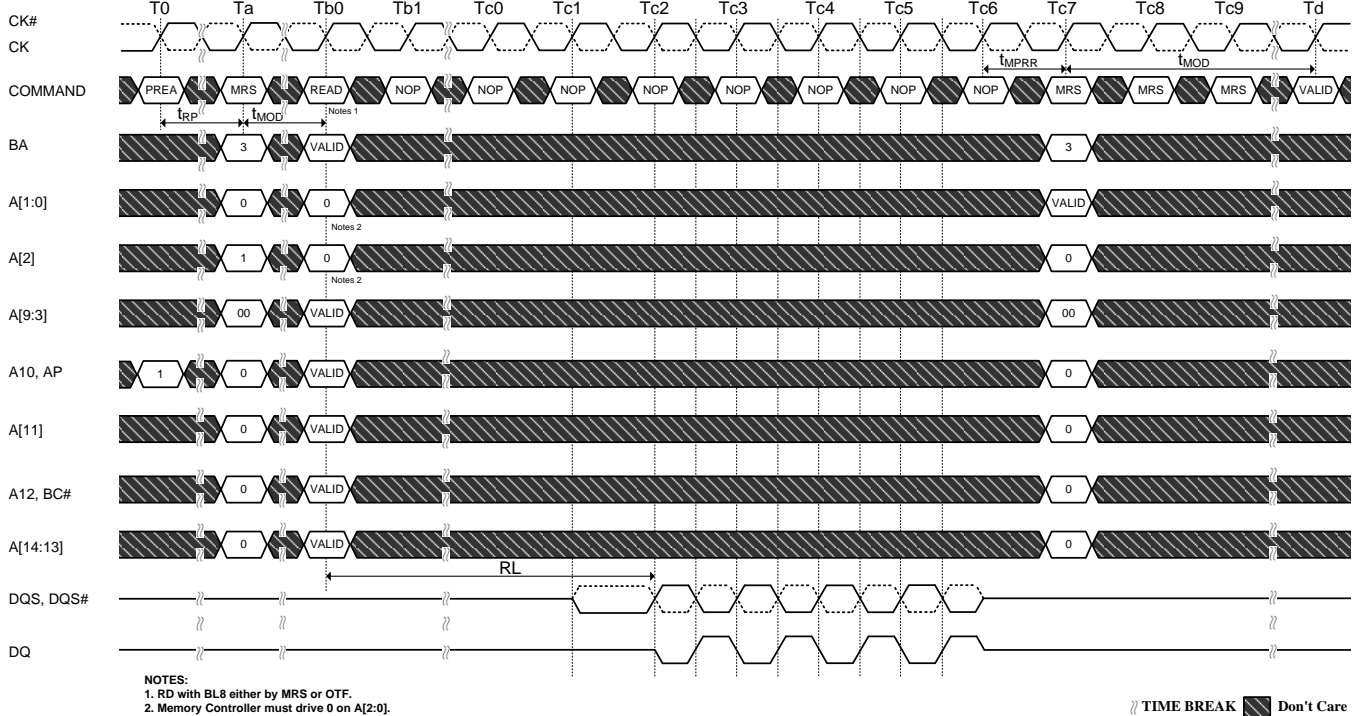 T0 Ta Tb0 Tb1 Tc0 Tc1 Tc2 Tc3 Tc4 Tc5 Tc6 Tc7 Tc8 Tc9 Td
CK#
CK
tMPRR tMOD
COMMAND PREA MRS READ NOP NOP NOP NOP NOP NOP NOP NOP MRS MRS MRS VALID
tRP tMOD Notes 1
BA 3 VALID 3
A[1:0] 0 0 VALID
Notes 2
A[2] 1 0 0
Notes 2
A[9:3] 00 VALID 00
A10, AP 1 0 VALID 0
A[11] 0 VALID 0
A12, BC# 0 VALID 0
A[14:13] 0 VALID 0
RL
DQS, DQS#
DQ
NOTES:
1. RD with BL8 either by MRS or OTF.
2. Memory Controller must drive 0 on A[2:0].
TIME BREAK Don't Care